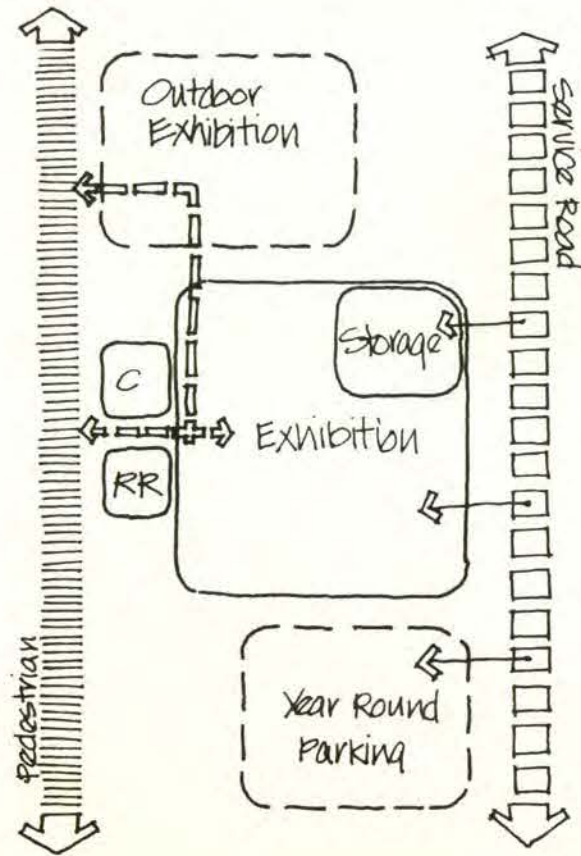 Outdoor
Exhibition
Service Road
Storage
C
Exhibition
RR
Pedestrian
Year Round
Parking